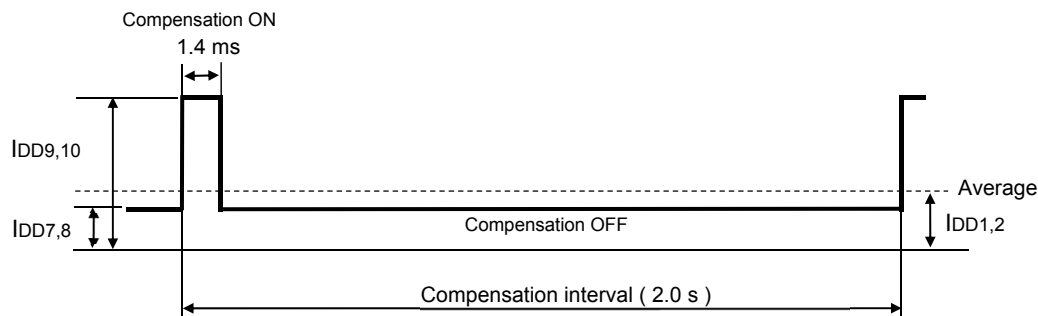 Compensation ON
1.4 ms
IDD9,10
Average
IDD7,8
Compensation OFF
IDD1,2
Compensation interval ( 2.0 s )